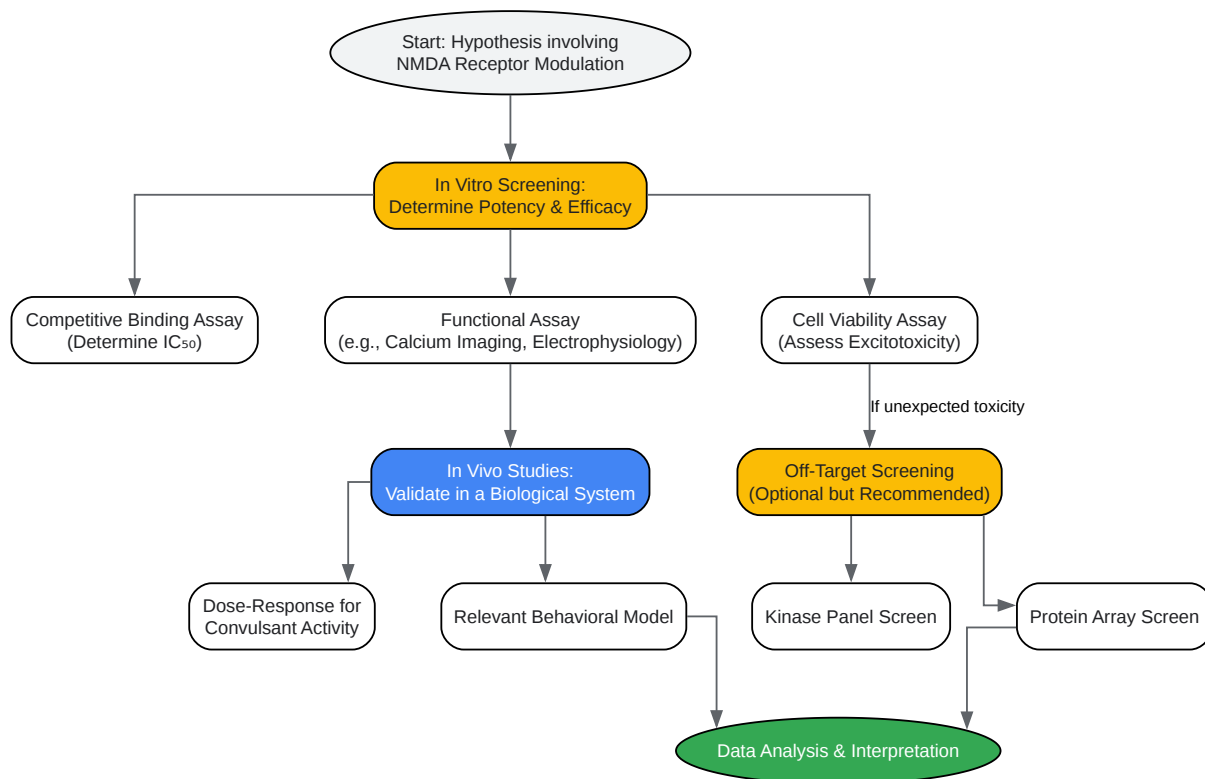 Start: Hypothesis involving
NMDA Receptor Modulation
In Vitro Screening:
Determine Potency & Efficacy
Competitive Binding Assay
(Determine IC₅₀)
Functional Assay
(e.g., Calcium Imaging, Electrophysiology)
Cell Viability Assay
(Assess Excitotoxicity)
If unexpected toxicity
In Vivo Studies:
Validate in a Biological System
Off-Target Screening
(Optional but Recommended)
Dose-Response for
Convulsant Activity
Relevant Behavioral Model
Kinase Panel Screen
Protein Array Screen
Data Analysis & Interpretation